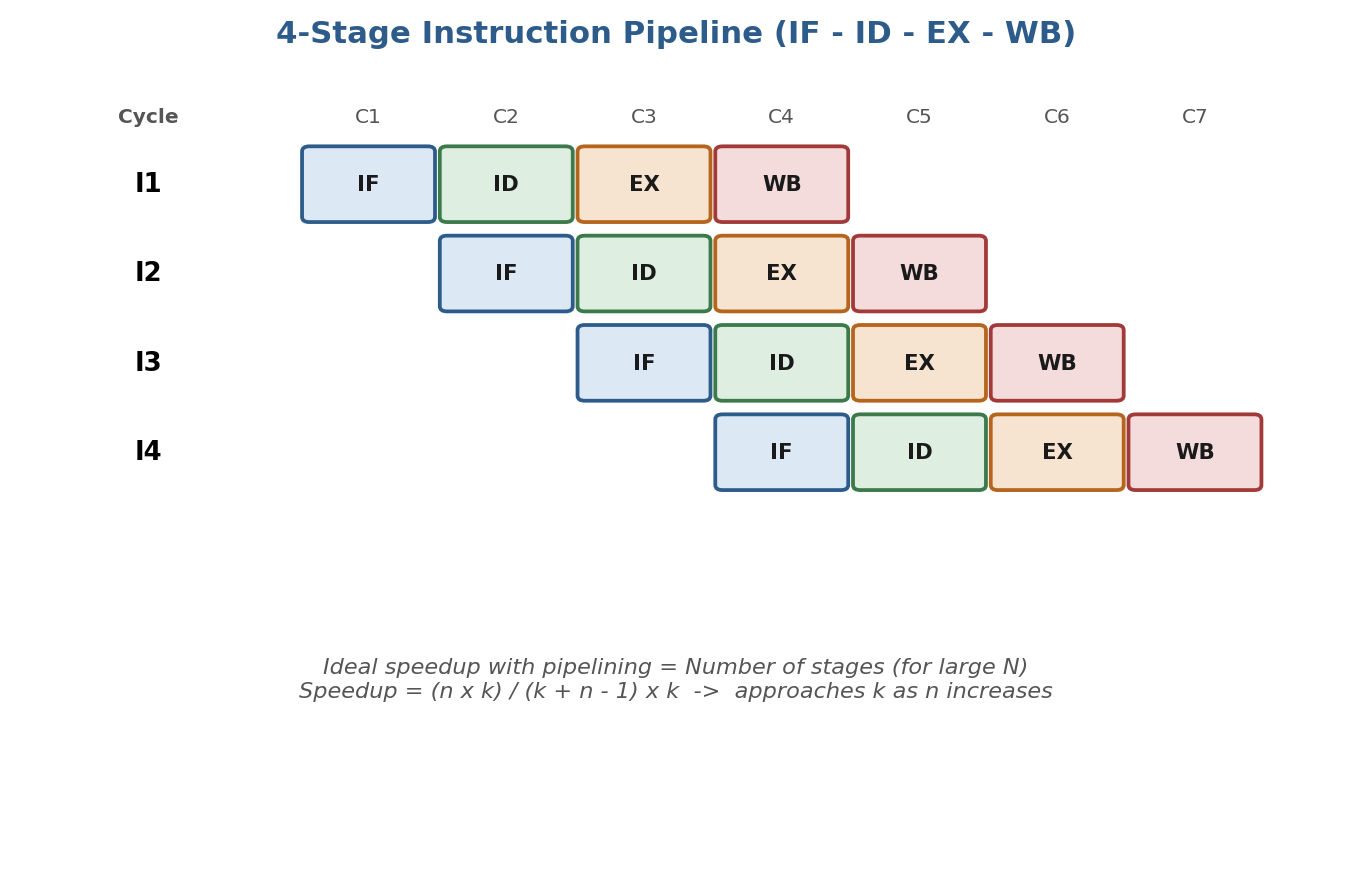 4-Stage Instruction Pipeline (IF - ID - EX - WB)
Cycle C1 C2 C3 C4 C5 C6 C7
I1 IF ID EX WB
I2 IF ID EX WB
I3 IF ID EX WB
I4 IF ID EX WB
Ideal speedup with pipelining = Number of stages (for large N)
Speedup = (n x k) / (k + n - 1) x k -> approaches k as n increases